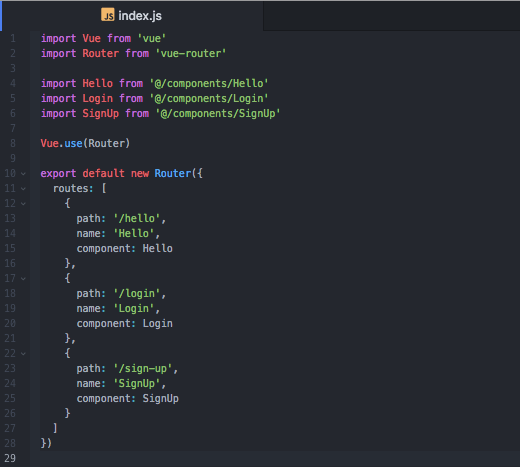 JS index.js
1 import Vue from 'vue'
2 import Router from 'vue-router'
3
4 import Hello from '@/components/Hello'
5 import Login from '@/components/Login'
6 import SignUp from '@/components/SignUp'
7
8 Vue.use(Router)
9
10 export default new Router({
11   routes: [
12     {
13       path: '/hello',
14       name: 'Hello',
15       component: Hello
16     },
17     {
18       path: '/login',
19       name: 'Login',
20       component: Login
21     },
22     {
23       path: '/sign-up',
24       name: 'SignUp',
25       component: SignUp
26     }
27   ]
28 })
29